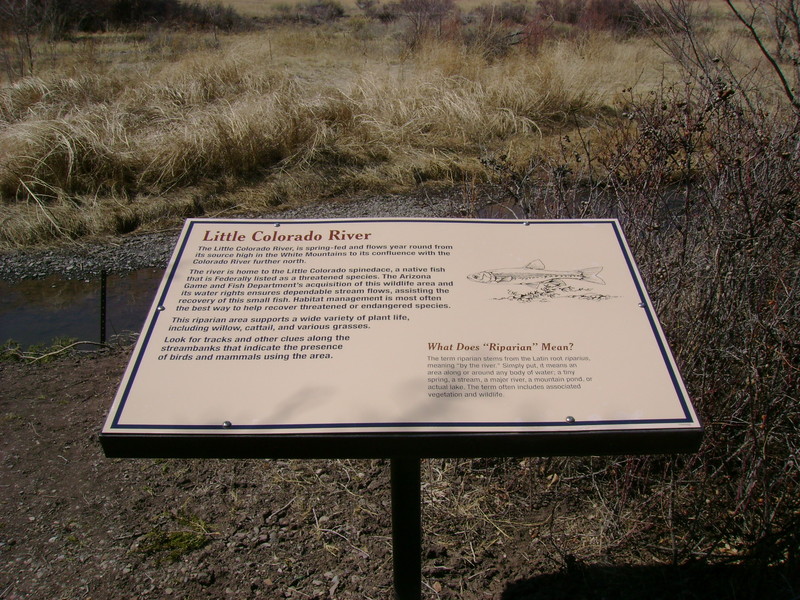 Little Colorado River
The Little Colorado River, is spring-fed and flows year round from
its source high in the White Mountains to its confluence with the
Colorado River further north.
The river is home to the Little Colorado spinedace, a native fish
that is Federally listed as a threatened species. The Arizona
Game and Fish Department's acquisition of this wildlife area and
its water rights ensures dependable stream flows, assisting the
recovery of this small fish. Habitat management is most often
the best way to help recover threatened or endangered species.
This riparian area supports a wide variety of plant life,
including willow, cattail, and various grasses.
Look for tracks and other clues along the
streambanks that indicate the presence
of birds and mammals using the area.
What Does "Riparian" Mean?
The term riparian stems from the Latin root riparius,
meaning "by the river." Simply put, it means an
area along or around any body of water; a tiny
spring, a stream, a major river, a mountain pond, or
actual lake. The term often includes associated
vegetation and wildlife.